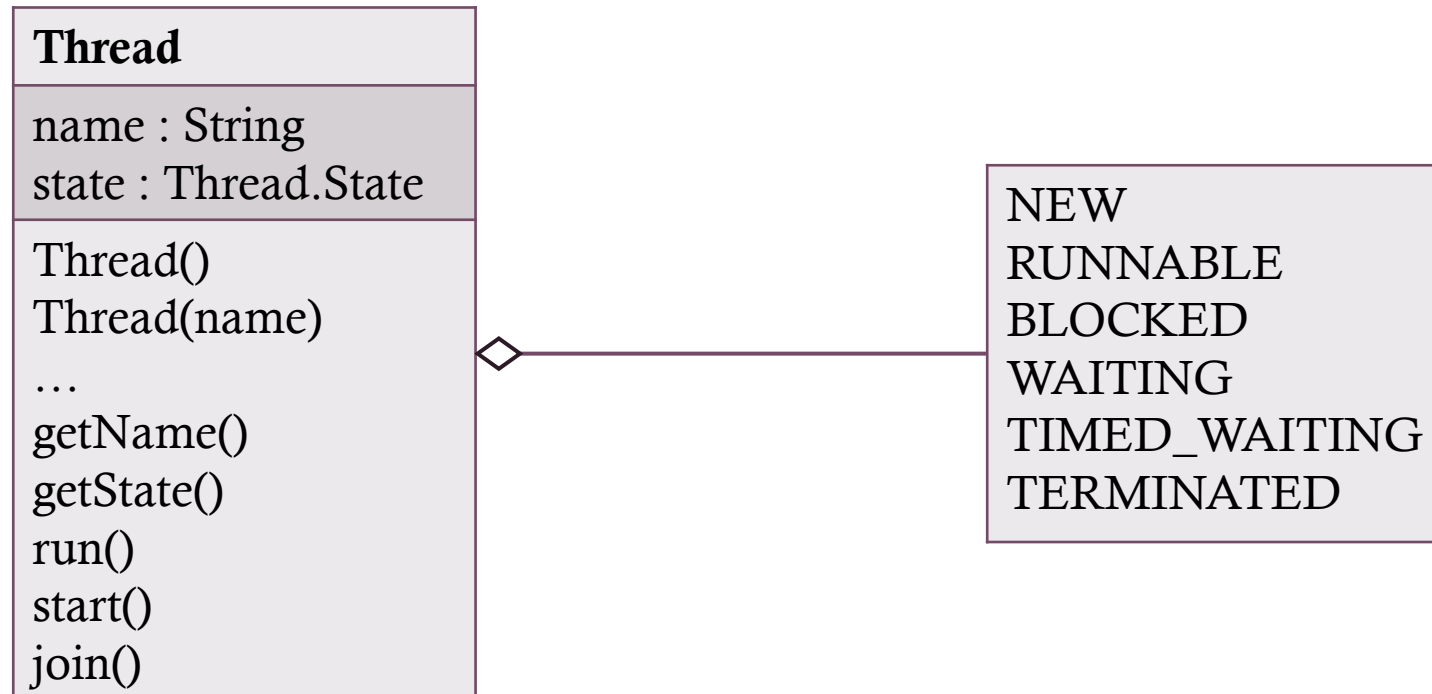 Thread
name : String
state : Thread.State
Thread()
Thread(name)
…
getName()
getState()
run()
start()
join()
NEW
RUNNABLE
BLOCKED
WAITING
TIMED_WAITING
TERMINATED